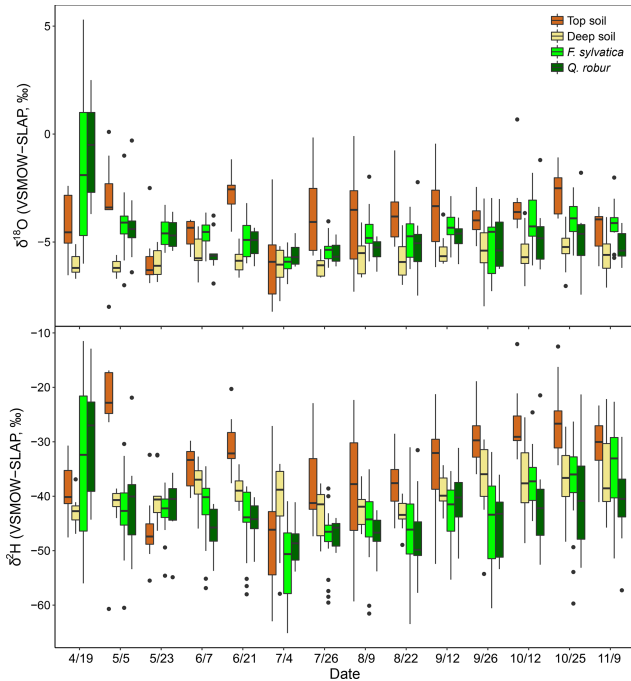 Top soil
Deep soil
F. sylvatica
Q. robur
δ18O (VSMOW-SLAP, ‰)
5
0
−5
δ2H (VSMOW-SLAP, ‰)
−10
−20
−30
−40
−50
−60
4/19 5/5 5/23 6/7 6/21 7/4 7/26 8/9 8/22 9/12 9/26 10/12 10/25 11/9
Date